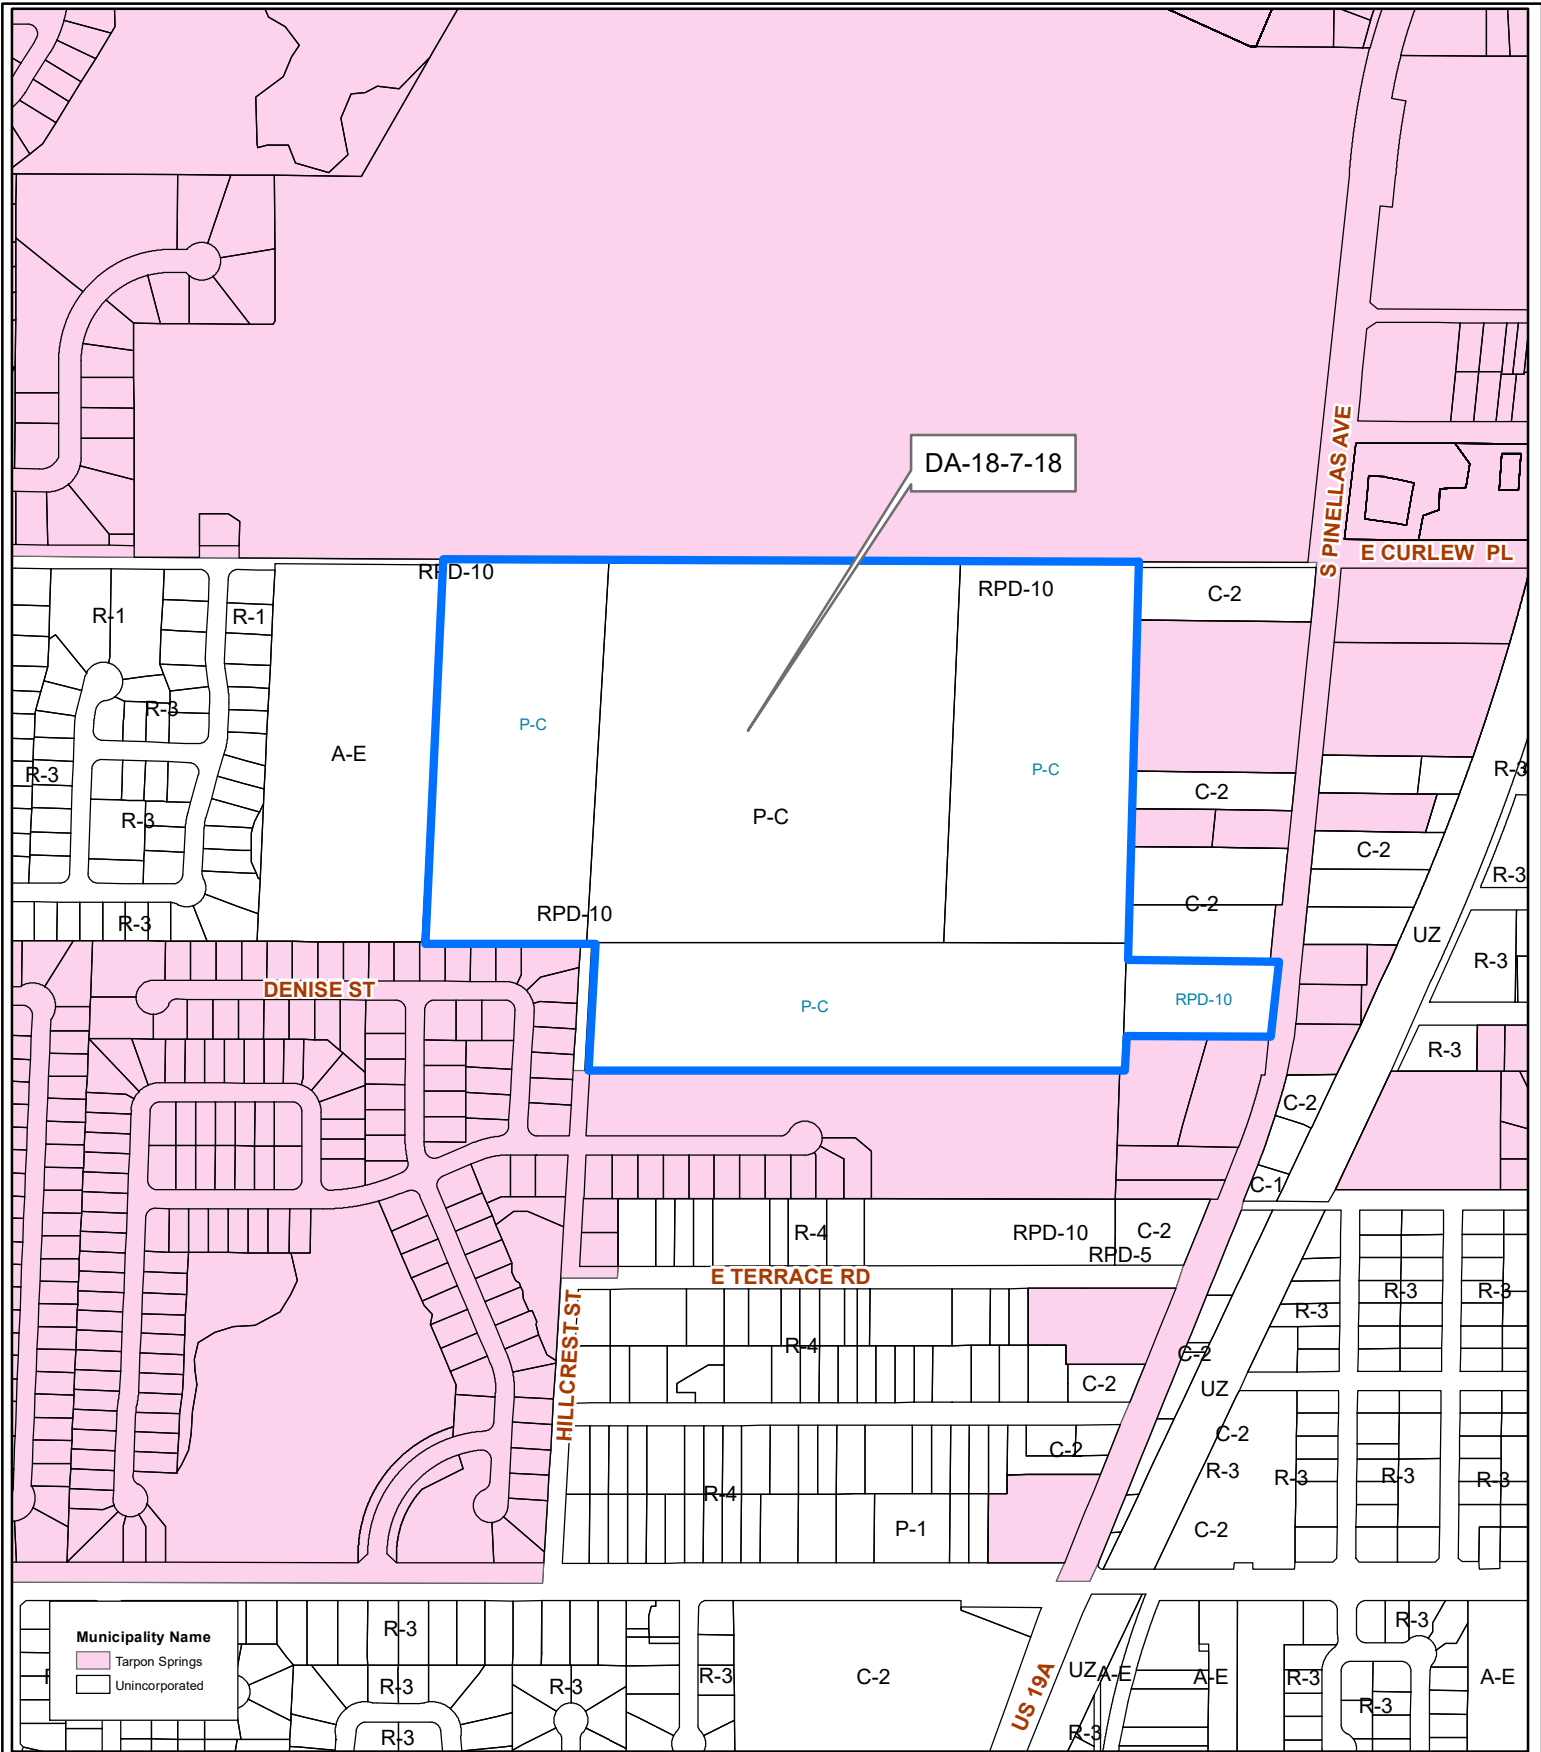 DA-18-7-18
S PINELLAS AVE
E CURLEW PL
RPD-10
RPD-10
C-2
R-1
R-1
R-3
P-C
A-E
P-C
R-3
R-3
C-2
P-C
R-3
C-2
R-3
RPD-10
C-2
R-3
UZ
R-3
DENISE ST
P-C
RPD-10
R-3
C-2
C-1
R-4
RPD-10
C-2
RPD-5
E TERRACE RD
R-3
R-3
R-3
HILLCREST ST
R-4
C-2
C-2
UZ
C-2
C-2
R-3
R-3
R-3
R-3
R-4
P-1
C-2
Municipality Name
Tarpon Springs
Unincorporated
R-3
R-3
R-3
R-3
R-3
C-2
US 19A
UZ
A-E
R-3
A-E
R-3
R-3
R-3
A-E